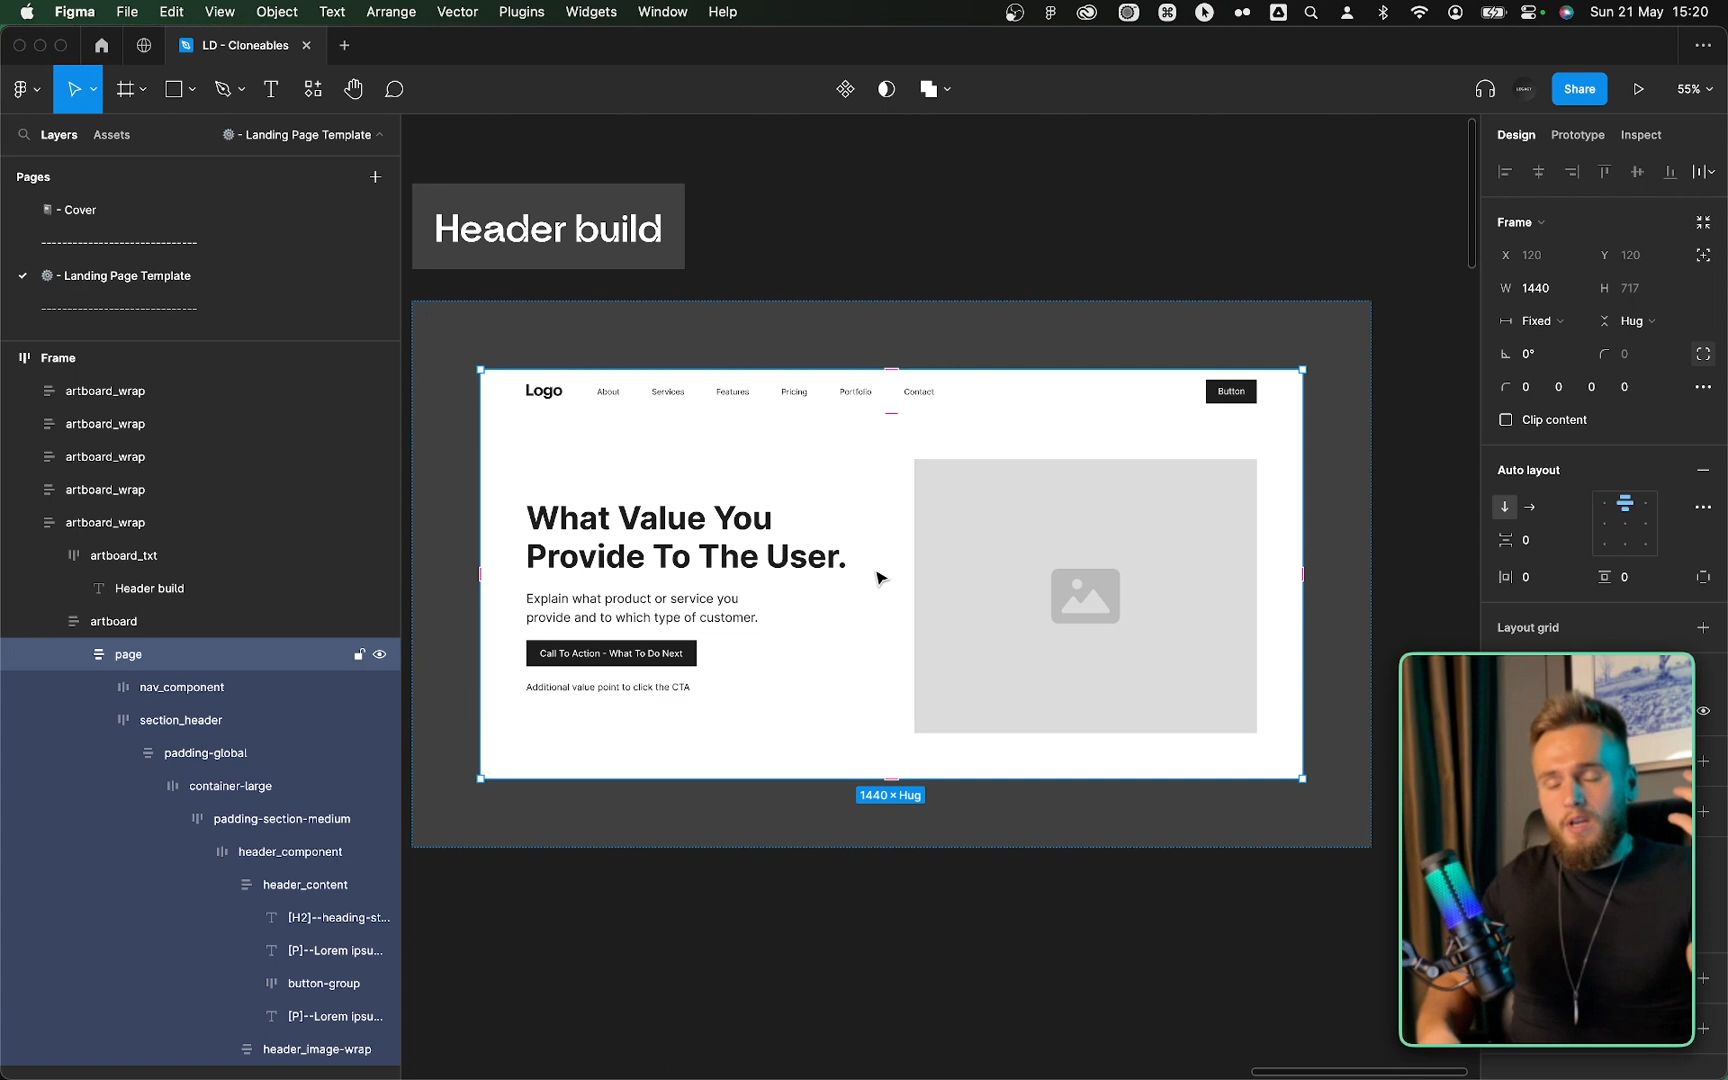 Figma File Edit View Object Text Arrange Vector Plugins Widgets Window Help Sun 21 May 15:20
LD - Cloneables
Share 55%
Layers Assets - Landing Page Template
Design Prototype Inspect
Pages
- Cover
------------------------------
- Landing Page Template
------------------------------
Frame
artboard_wrap
artboard_wrap
artboard_wrap
artboard_wrap
artboard_wrap
artboard_txt
Header build
artboard
page
nav_component
section_header
padding-global
container-large
padding-section-medium
header_component
header_content
[H2]--heading-st...
[P]--Lorem ipsu...
button-group
[P]--Lorem ipsu...
header_image-wrap
Header build
Logo About Services Features Pricing Portfolio Contact Button
What Value You
Provide To The User.
Explain what product or service you
provide and to which type of customer.
Call To Action - What To Do Next
Additional value point to click the CTA
1440 × Hug
Frame
X 120 Y 120
W 1440 H 717
Fixed Hug
0° 0
0 0 0 0
Clip content
Auto layout
0
0 0
Layout grid